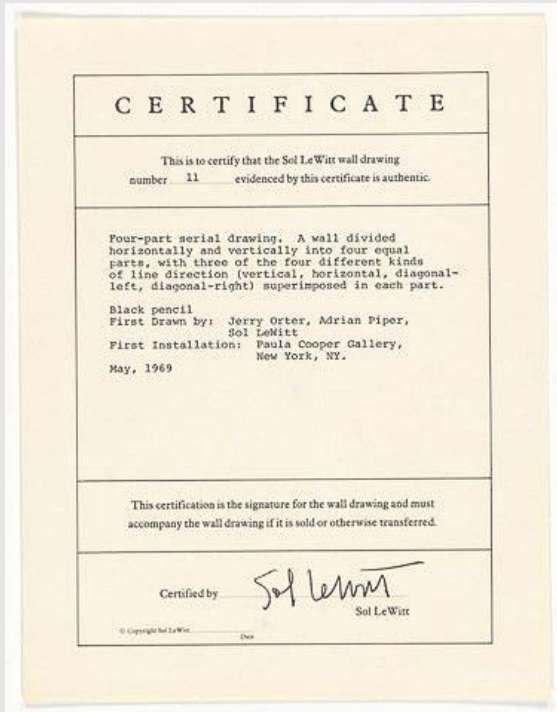 CERTIFICATE
This is to certify that the Sol LeWitt wall drawing
number 11 evidenced by this certificate is authentic.
Four-part serial drawing. A wall divided
horizontally and vertically into four equal
parts, with three of the four different kinds
of line direction (vertical, horizontal, diagonal-
left, diagonal-right) superimposed in each part.
Black pencil
First Drawn by: Jerry Orter, Adrian Piper,
Sol LeWitt
First Installation: Paula Cooper Gallery,
New York, NY.
May, 1969
This certification is the signature for the wall drawing and must
accompany the wall drawing if it is sold or otherwise transferred.
Certified by Sol LeWitt
Sol LeWitt
© Copyright Sol LeWitt
Date